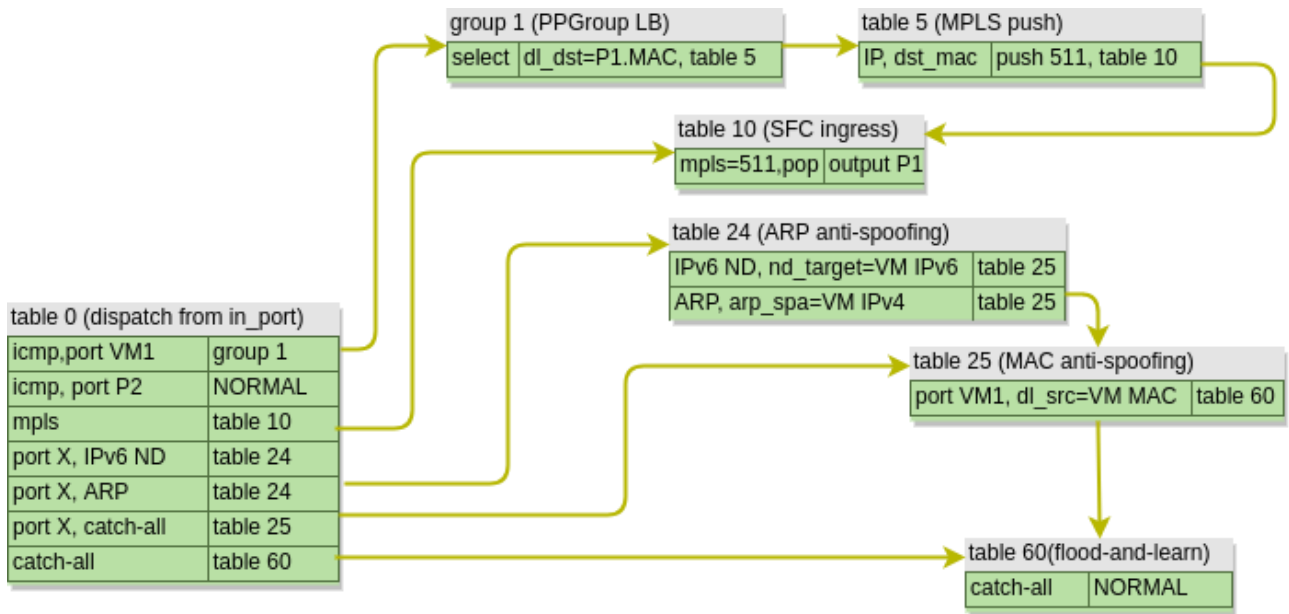 group 1 (PPGroup LB)
select dl_dst=P1.MAC, table 5
table 5 (MPLS push)
IP, dst_mac push 511, table 10
table 10 (SFC ingress)
mpls=511,pop output P1
table 24 (ARP anti-spoofing)
IPv6 ND, nd_target=VM IPv6 table 25
ARP, arp_spa=VM IPv4 table 25
table 0 (dispatch from in_port)
icmp,port VM1 group 1
icmp, port P2 NORMAL
mpls table 10
port X, IPv6 ND table 24
port X, ARP table 24
port X, catch-all table 25
catch-all table 60
table 25 (MAC anti-spoofing)
port VM1, dl_src=VM MAC table 60
table 60(flood-and-learn)
catch-all NORMAL